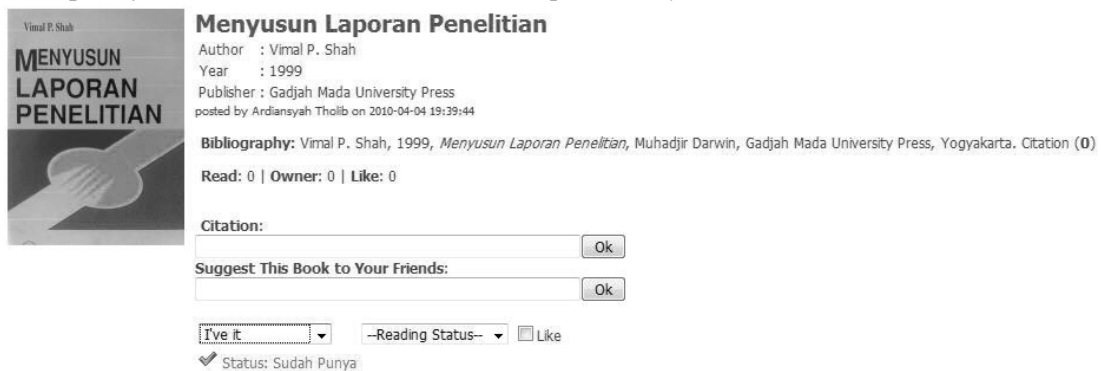 Vimal P. Shah
MENYUSUN
LAPORAN
PENELITIAN
Menyusun Laporan Penelitian
Author : Vimal P. Shah
Year : 1999
Publisher : Gadjah Mada University Press
posted by Ardiansyah Tholib on 2010-04-04 19:39:44
Bibliography: Vimal P. Shah, 1999, Menyusun Laporan Penelitian, Muhadjir Darwin, Gadjah Mada University Press, Yogyakarta. Citation (0)
Read: 0 | Owner: 0 | Like: 0
Citation:
Ok
Suggest This Book to Your Friends:
Ok
I've it --Reading Status-- Like
Status: Sudah Punya